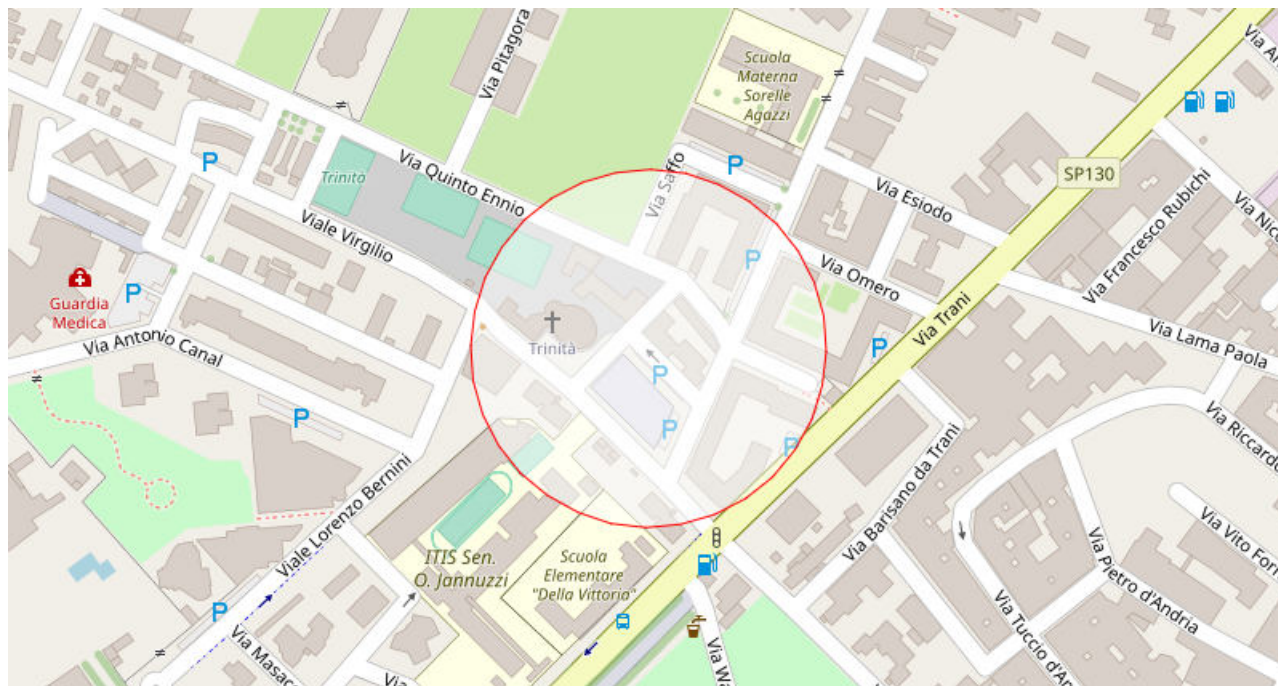 Via Pitagora
Scuola
Materna
Sorelle
Agazzi
P
P
SP130
Via Quinto Ennio
Trinità
Via Saffo
Via Esiodo
Via Francesco Rubichi
Viale Virgilio
Via Omero
P
P
Guardia
Medica
Via Trani
Via Lama Paola
Via Antonio Canal
Trinità
P
P
P
P
P
Viale Lorenzo Bernini
Via Barisano da Trani
ITIS Sen.
O. Jannuzzi
Scuola
Elementare
"Della Vittoria"
P
Via Pietro d'Andria